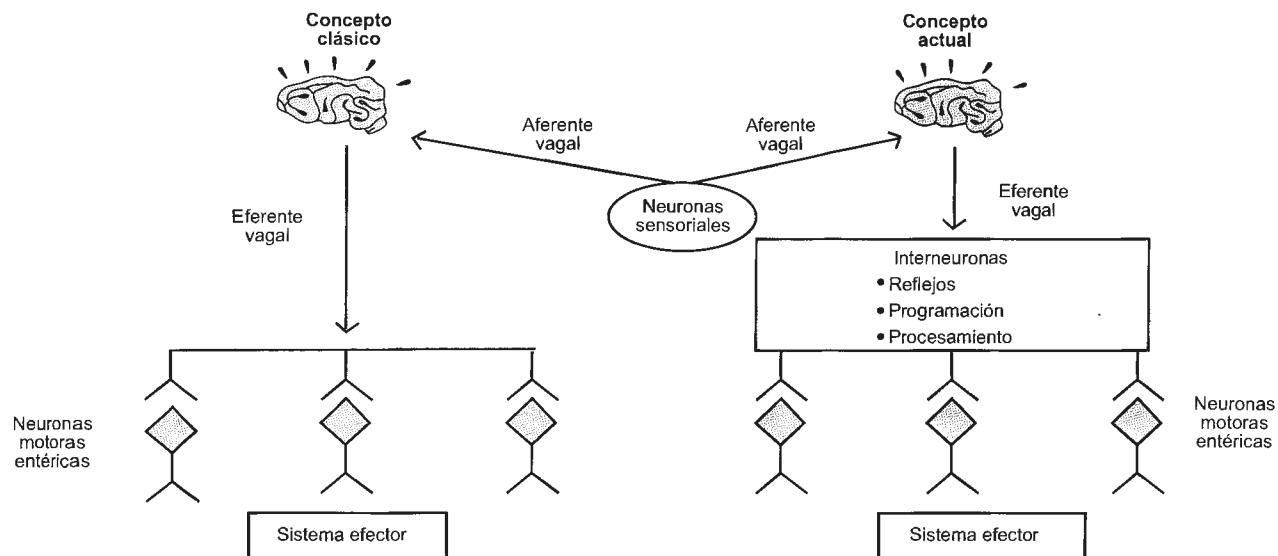 Concepto
clásico
Concepto
actual
Aferente
vagal
Aferente
vagal
Eferente
vagal
Neuronas
sensoriales
Eferente
vagal
Interneuronas
• Reflejos
• Programación
• Procesamiento
Neuronas
motoras
entéricas
Neuronas
motoras
entéricas
Sistema efector
Sistema efector